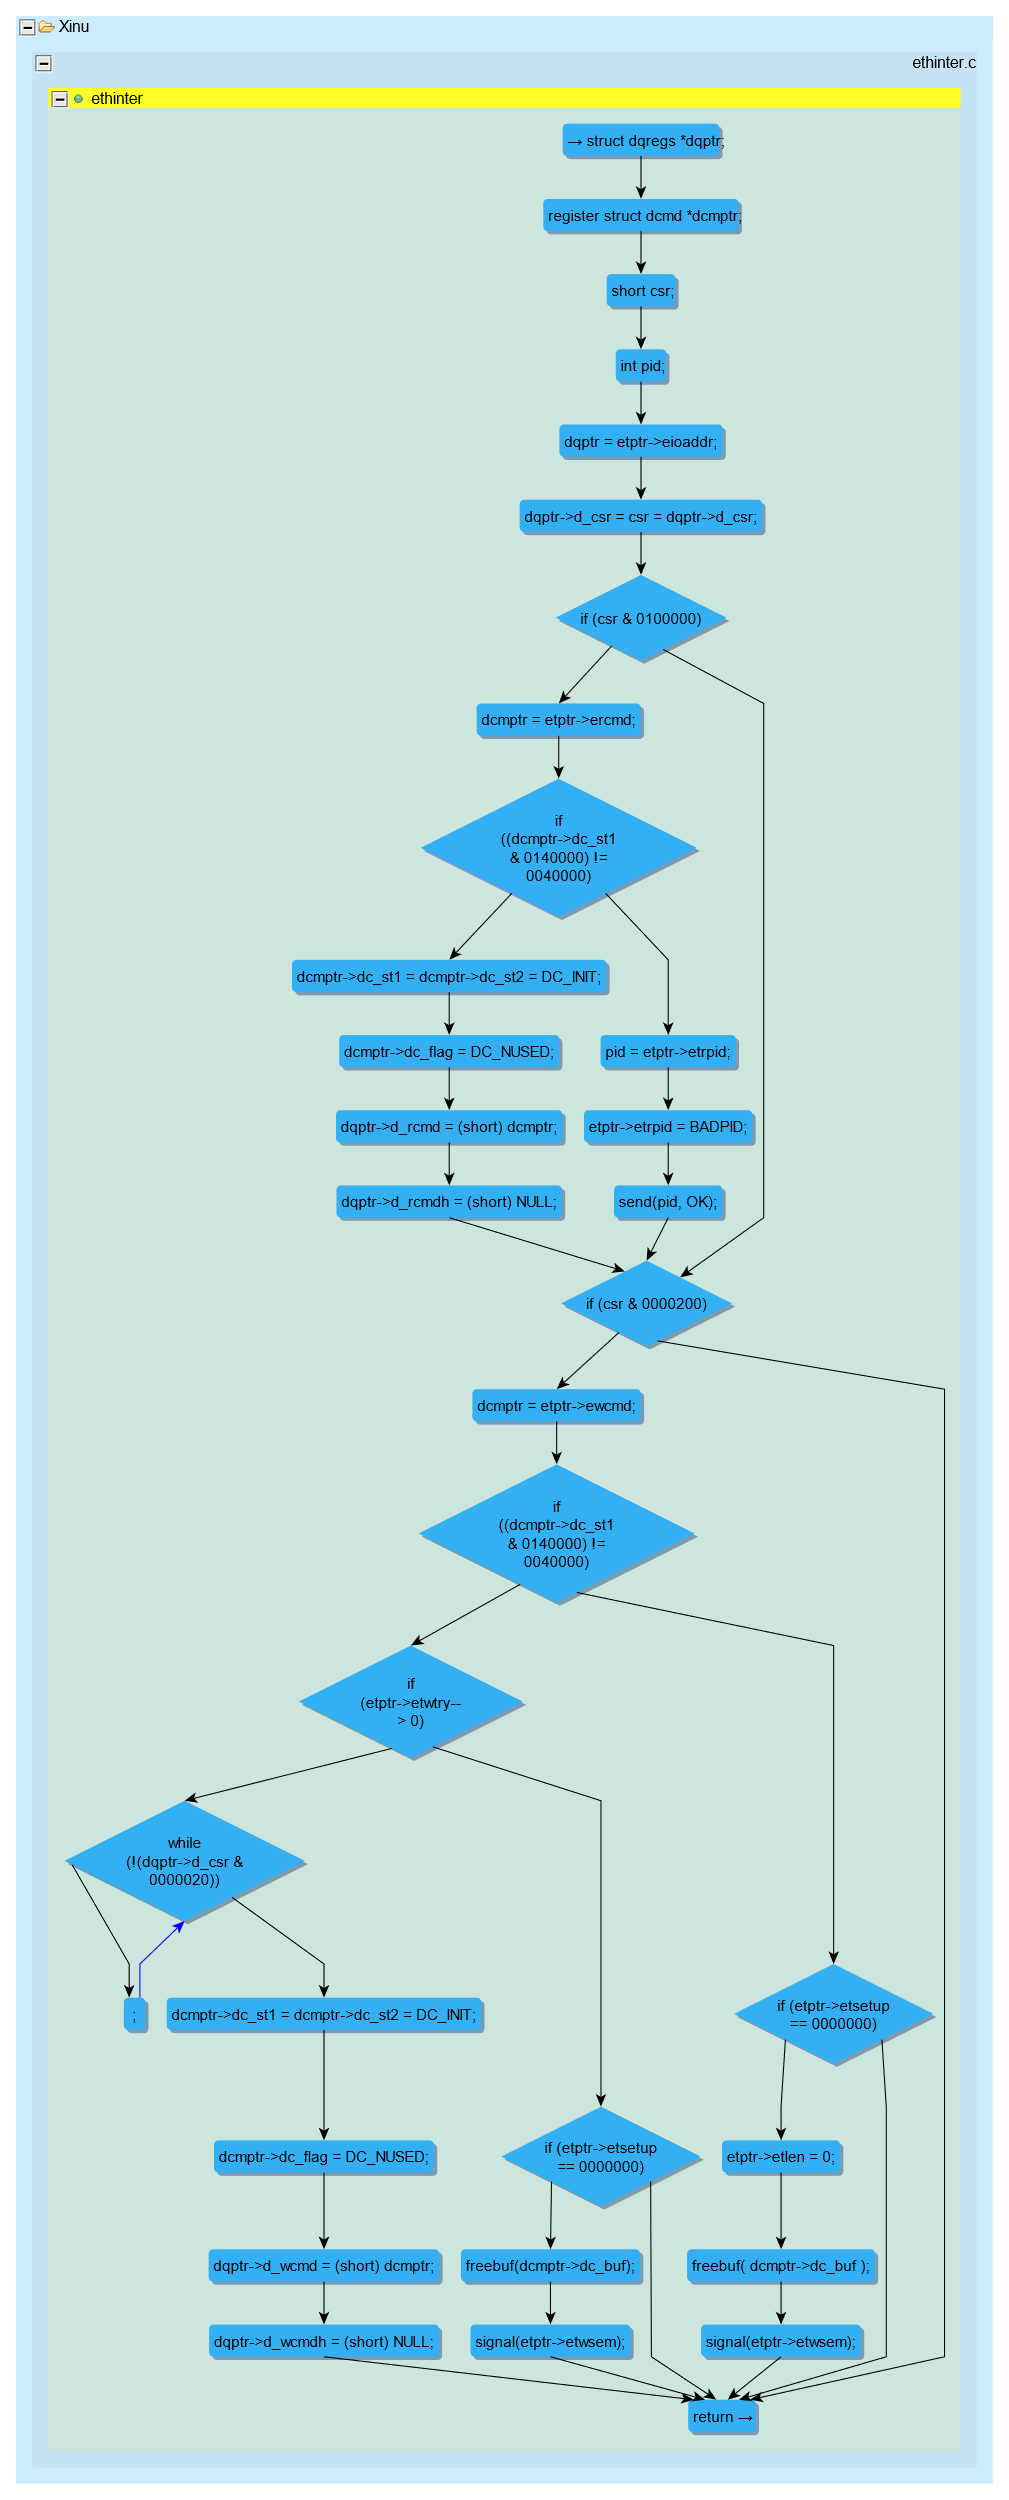 Xinu
ethinter.c
ethinter
→ struct dqregs *dqptr;
register struct dcmd *dcmptr;
short csr;
int pid;
dqptr = etptr->eioaddr;
dqptr->d_csr = csr = dqptr->d_csr;
if (csr & 0100000)
dcmptr = etptr->ercmd;
if
((dcmptr->dc_st1
& 0140000) !=
0040000)
dcmptr->dc_st1 = dcmptr->dc_st2 = DC_INIT;
dcmptr->dc_flag = DC_NUSED;
pid = etptr->etrpid;
dqptr->d_rcmd = (short) dcmptr;
etptr->etrpid = BADPID;
dqptr->d_rcmdh = (short) NULL;
send(pid, OK);
if (csr & 0000200)
dcmptr = etptr->ewcmd;
if
((dcmptr->dc_st1
& 0140000) !=
0040000)
if
(etptr->etwtry--
> 0)
while
(!(dqptr->d_csr &
0000020))
;
dcmptr->dc_st1 = dcmptr->dc_st2 = DC_INIT;
if (etptr->etsetup
== 0000000)
dcmptr->dc_flag = DC_NUSED;
if (etptr->etsetup
== 0000000)
etptr->etlen = 0;
dqptr->d_wcmd = (short) dcmptr;
freebuf(dcmptr->dc_buf);
freebuf( dcmptr->dc_buf );
dqptr->d_wcmdh = (short) NULL;
signal(etptr->etwsem);
signal(etptr->etwsem);
return →